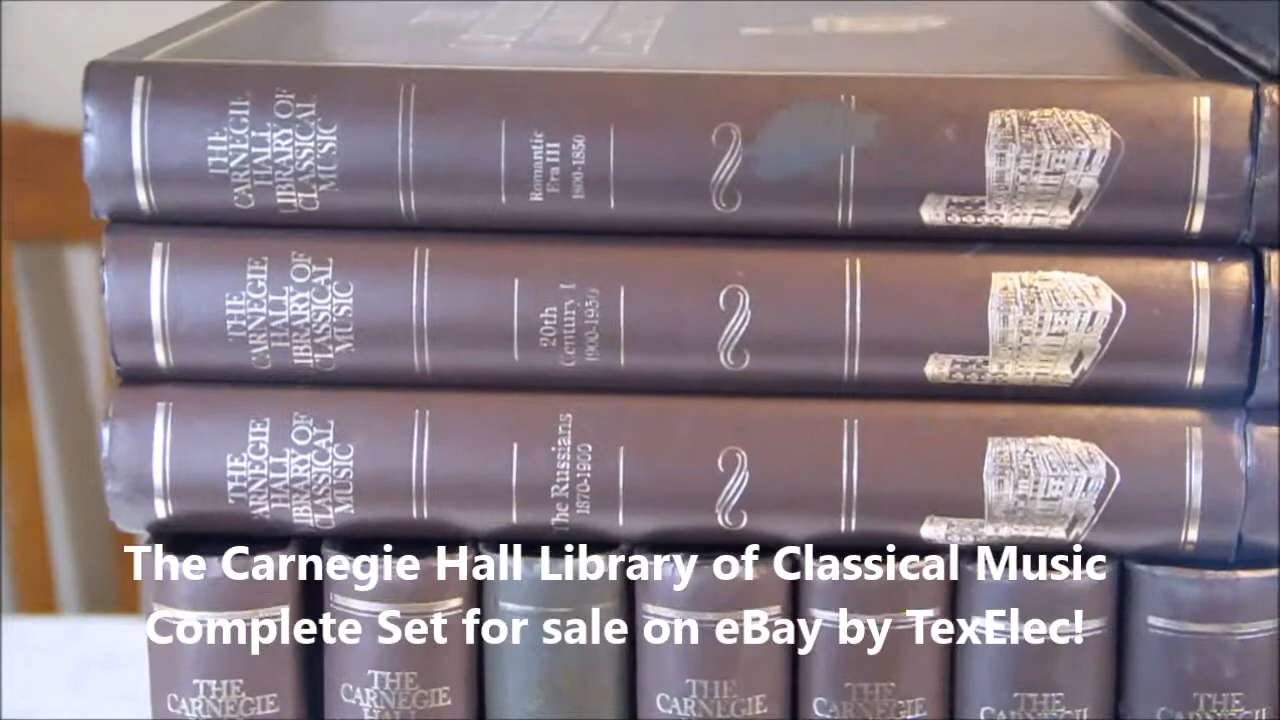 THE
CARNEGIE
HALL
LIBRARY OF
CLASSICAL
MUSIC
Romantic
Era III
1800-1850
THE
CARNEGIE
HALL
LIBRARY OF
CLASSICAL
MUSIC
20th
Century I
1900-1950
THE
CARNEGIE
HALL
LIBRARY OF
CLASSICAL
MUSIC
The Russians
1870-1900
The Carnegie Hall Library of Classical Music
Complete Set for sale on eBay by TexElec!
THE
CARNEGIE
THE
CARNEGIE
HALL
THE
CARNEGIE
THE
CARNEGIE
THE
CARNEGIE
THE